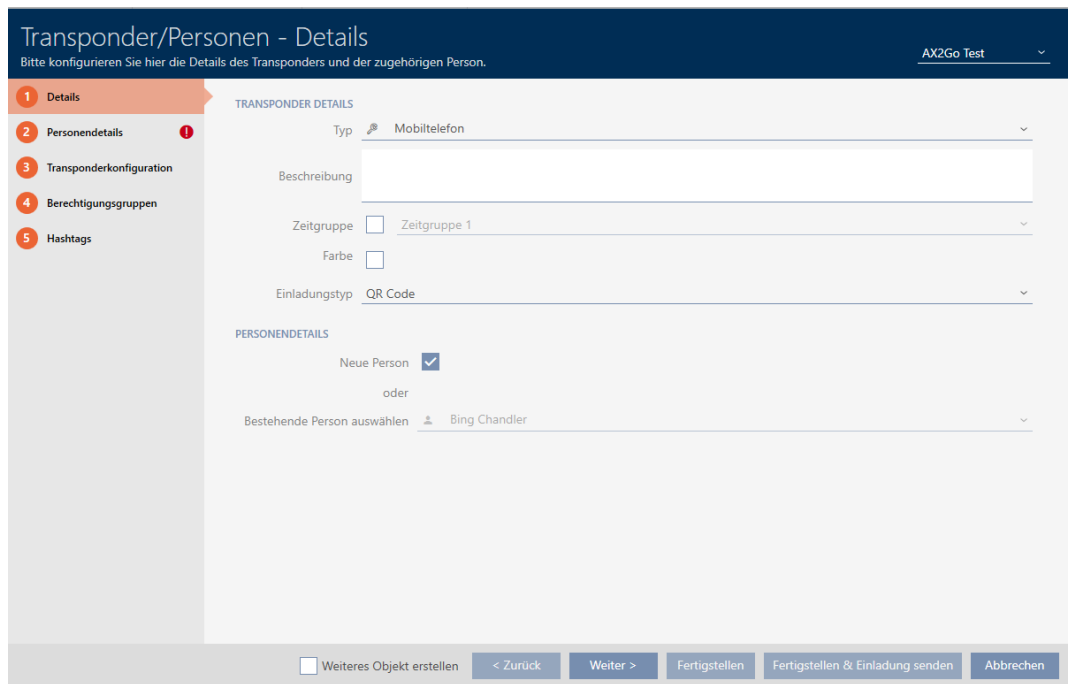 Transponder/Personen - Details
Bitte konfigurieren Sie hier die Details des Transponders und der zugehörigen Person.
AX2Go Test
1 Details
2 Personendetails !
3 Transponderkonfiguration
4 Berechtigungsgruppen
5 Hashtags
TRANSPONDER DETAILS
Typ Mobiltelefon
Beschreibung
Zeitgruppe Zeitgruppe 1
Farbe
Einladungstyp QR Code
PERSONENDETAILS
Neue Person
oder
Bestehende Person auswählen Bing Chandler
Weiteres Objekt erstellen < Zurück Weiter > Fertigstellen Fertigstellen & Einladung senden Abbrechen